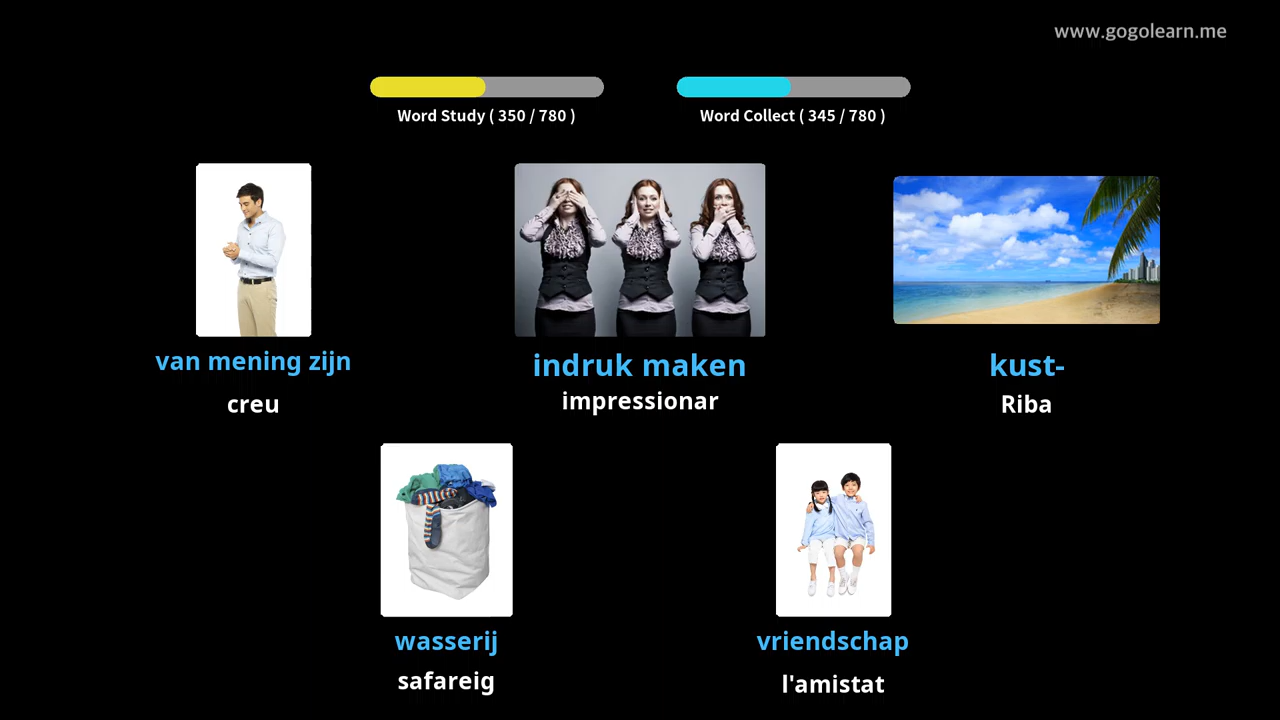 www.gogolearn.me
Word Study ( 350 / 780 )
Word Collect ( 345 / 780 )
van mening zijn
creu
indruk maken
impressionar
kust-
Riba
wasserij
safareig
vriendschap
l'amistat